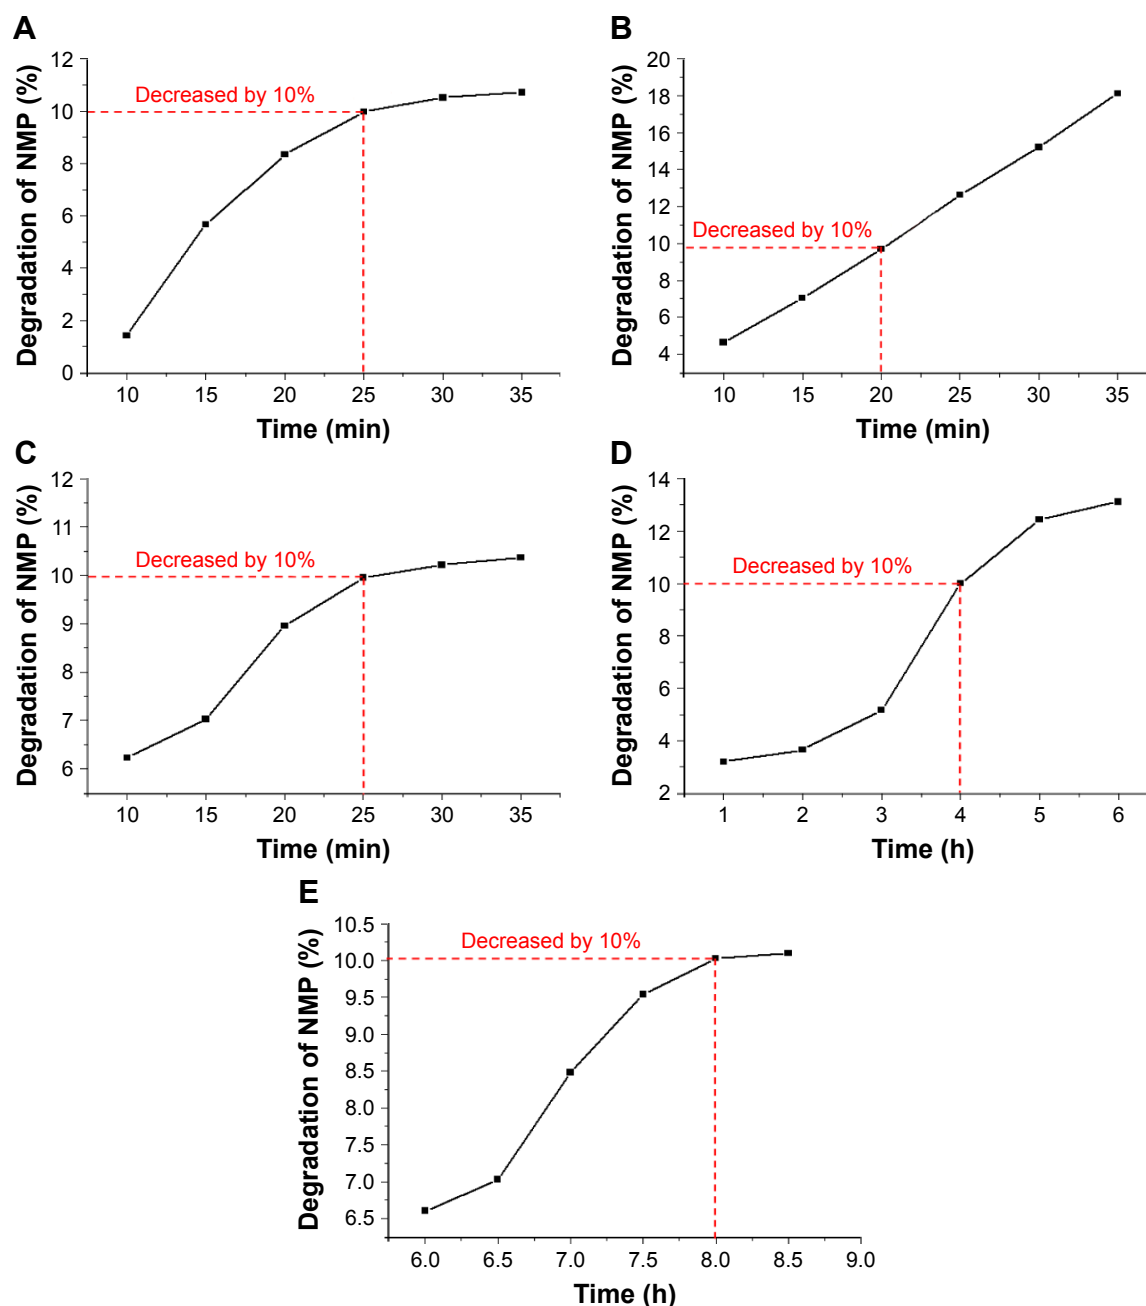 A
Degradation of NMP (%)
12
10
8
6
4
2
0
Decreased by 10%
10 15 20 25 30 35
Time (min)
B
Degradation of NMP (%)
20
18
16
14
12
10
8
6
4
Decreased by 10%
10 15 20 25 30 35
Time (min)
C
Degradation of NMP (%)
12
11
10
9
8
7
6
Decreased by 10%
10 15 20 25 30 35
Time (min)
D
Degradation of NMP (%)
14
12
10
8
6
4
2
Decreased by 10%
1 2 3 4 5 6
Time (h)
E
Degradation of NMP (%)
10.5
10.0
9.5
9.0
8.5
8.0
7.5
7.0
6.5
Decreased by 10%
6.0 6.5 7.0 7.5 8.0 8.5 9.0
Time (h)